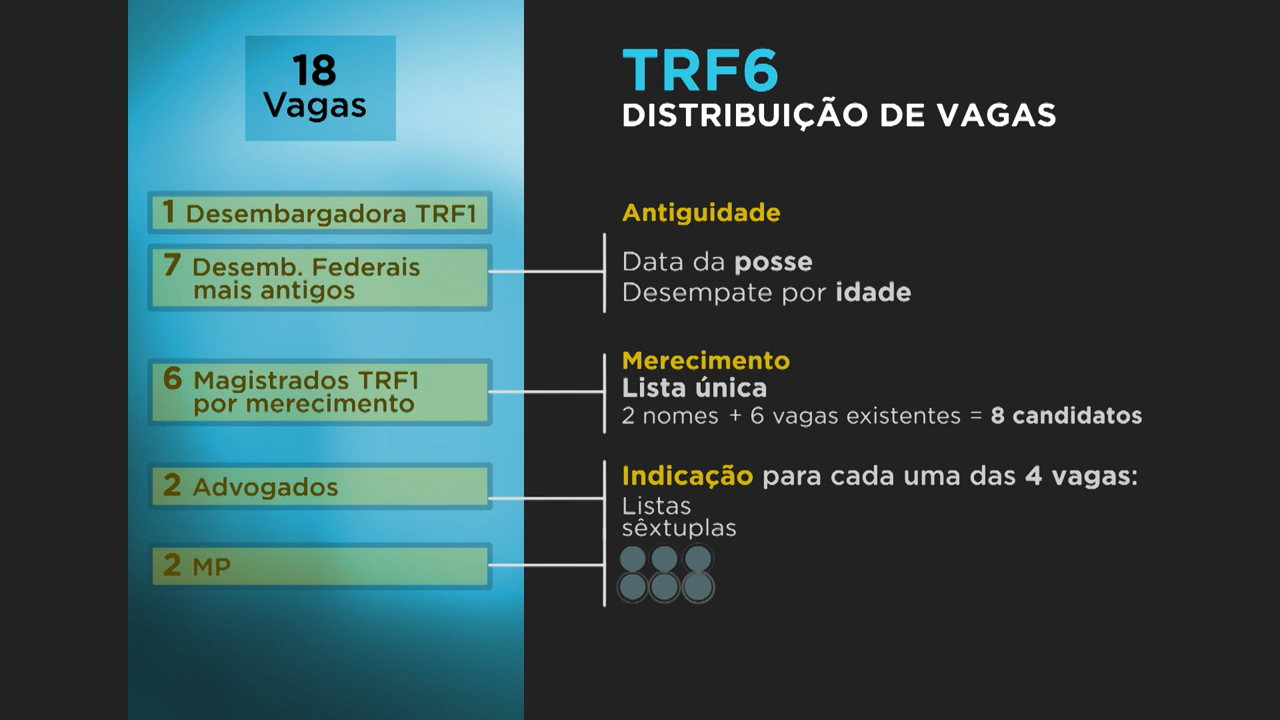 18
Vagas
TRF6
DISTRIBUIÇÃO DE VAGAS
1 Desembargadora TRF1
7 Desemb. Federais
mais antigos
Antiguidade
Data da posse
Desempate por idade
6 Magistrados TRF1
por merecimento
Merecimento
Lista única
2 nomes + 6 vagas existentes = 8 candidatos
2 Advogados
2 MP
Indicação para cada uma das 4 vagas:
Listas
sêxtuplas